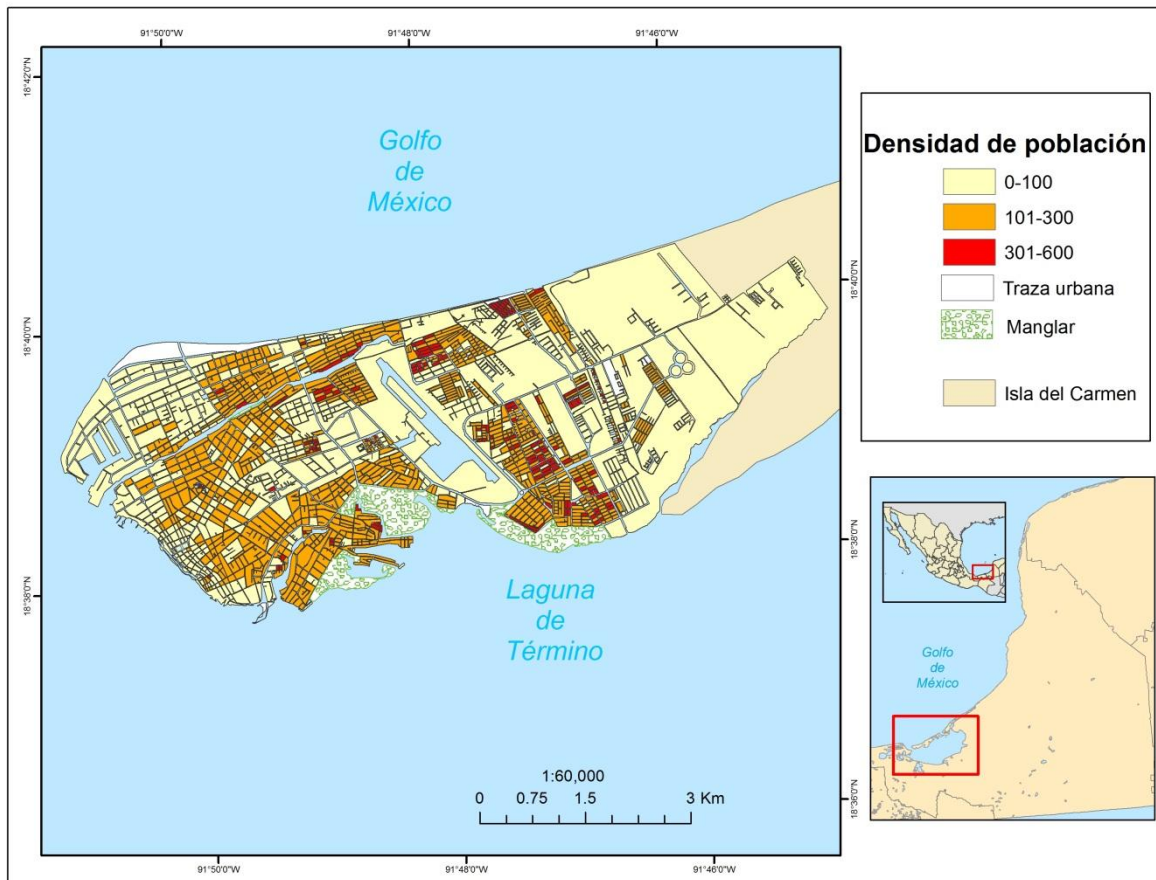 91°50'0"W
91°48'0"W
91°46'0"W
18°42'0"N
18°40'0"N
18°38'0"N
Golfo
de
México
Laguna
de
Término
1:60,000
0 0.75 1.5 3 Km
18°40'0"N
18°38'0"N
18°36'0"N
91°50'0"W
91°48'0"W
91°46'0"W
Densidad de población
0-100
101-300
301-600
Traza urbana
Manglar
Isla del Carmen
Golfo
de
México